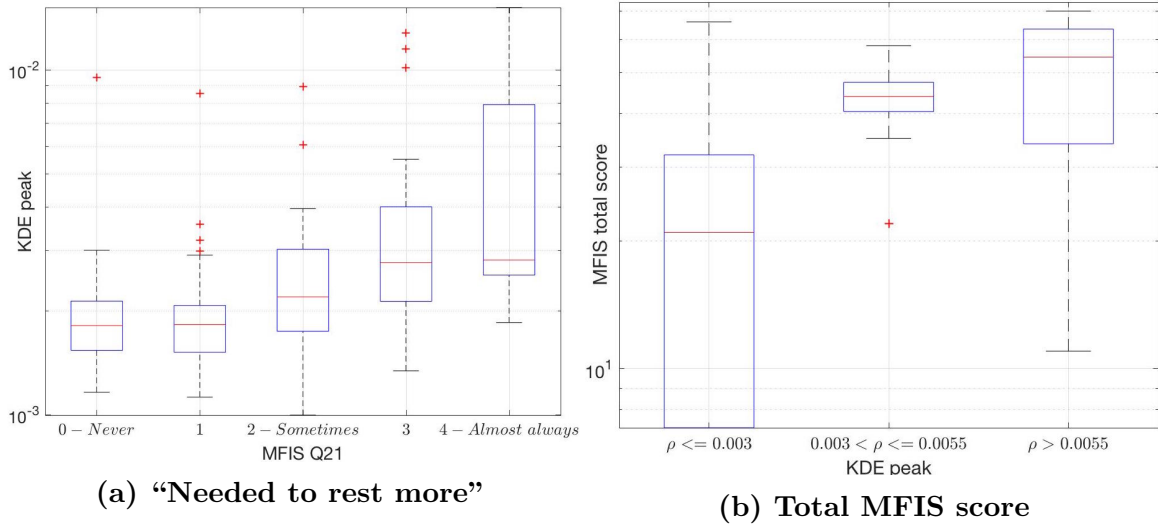 10^-2
KDE peak
10^-3
0 − Never 1 2 − Sometimes 3 4 − Almost always
MFIS Q21
(a) “Needed to rest more”
MFIS total score
10^1
ρ <= 0.003 0.003 < ρ <= 0.0055 ρ > 0.0055
KDE peak
(b) Total MFIS score